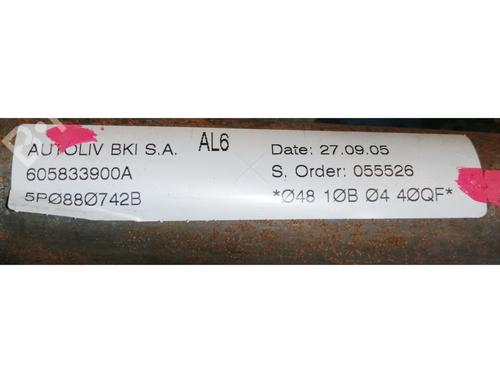 AUTOLIV BKI S.A. AL6 Date: 27.09.05
605833900A S. Order: 055526
5PØ88Ø742B *Ø48 1ØB Ø4 4ØQF*